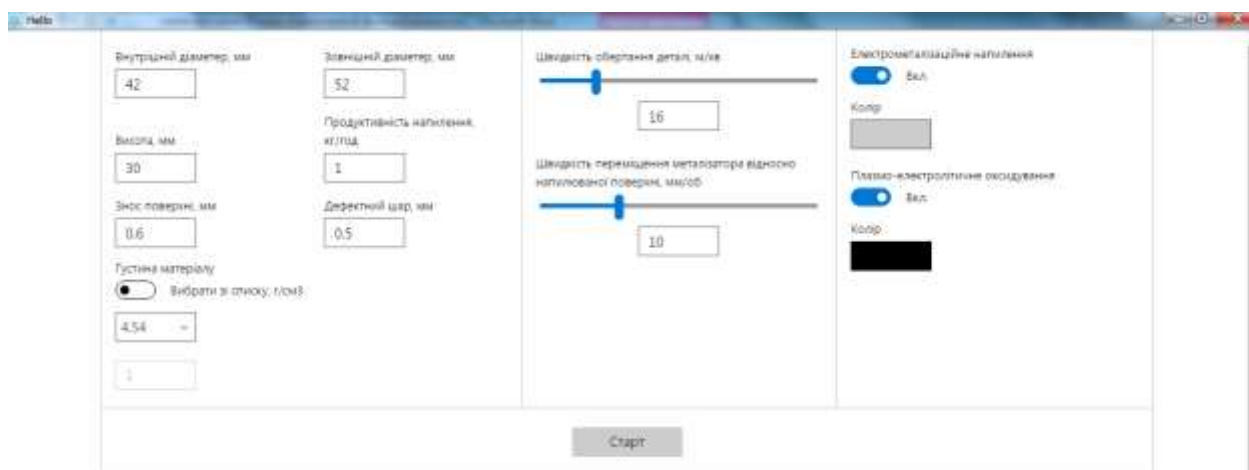 Hello
Внутрішній діаметр, мм
42
Зовнішній діаметр, мм
52
Висота, мм
30
Продуктивність напилення,
кг/год
1
Знос поверхні, мм
0.6
Дефектний шар, мм
0.5
Густина матеріалу
Вибрати зі списку, г/см3
4.54
1
Швидкість обертання деталі, м/хв
16
Швидкість переміщення металізатора відносно
напилюваної поверхні, мм/об
10
Електрометалізаційне напилення
Вкл
Колір
Плазмо-електролітичне оксидування
Вкл
Колір
Старт